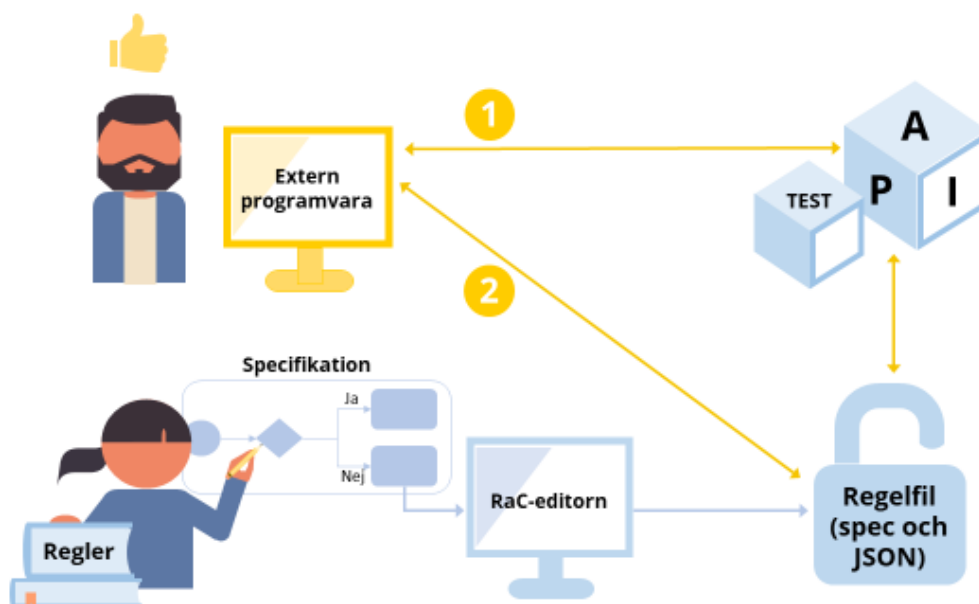 1
A
P
I
TEST
Extern
programvara
2
Specifikation
Ja
Nej
RaC-editorn
Regelfil
(spec och
JSON)
Regler